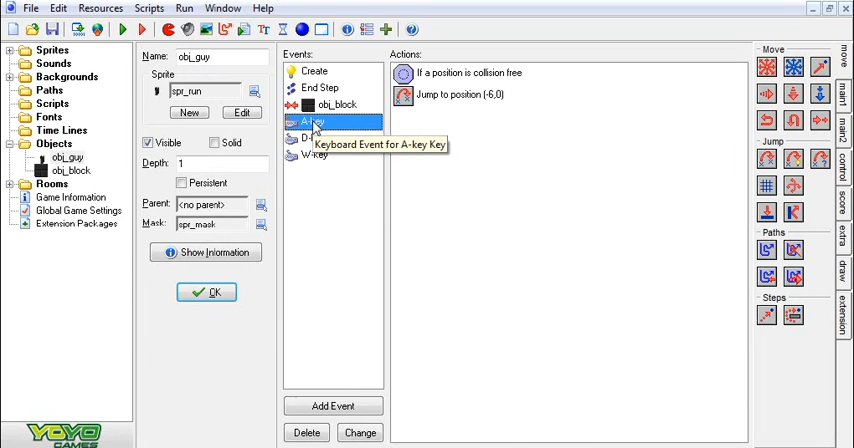 File Edit Resources Scripts Run Window Help
Sprites
Sounds
Backgrounds
Paths
Scripts
Fonts
Time Lines
Objects
obj_guy
obj_block
Rooms
Game Information
Global Game Settings
Extension Packages
YOYO
GAMES
Name: obj_guy
Sprite
spr_run
New Edit
Visible Solid
Depth: 1
Persistent
Parent: <no parent>
Mask: spr_mask
Show Information
OK
Events:
Create
End Step
obj_block
A-key
Keyboard Event for A-key Key
W-key
Add Event
Delete Change
Actions:
If a position is collision free
Jump to position (-6,0)
Move
Jump
Paths
Steps
move
main1
main2
control
score
extra
draw
extension